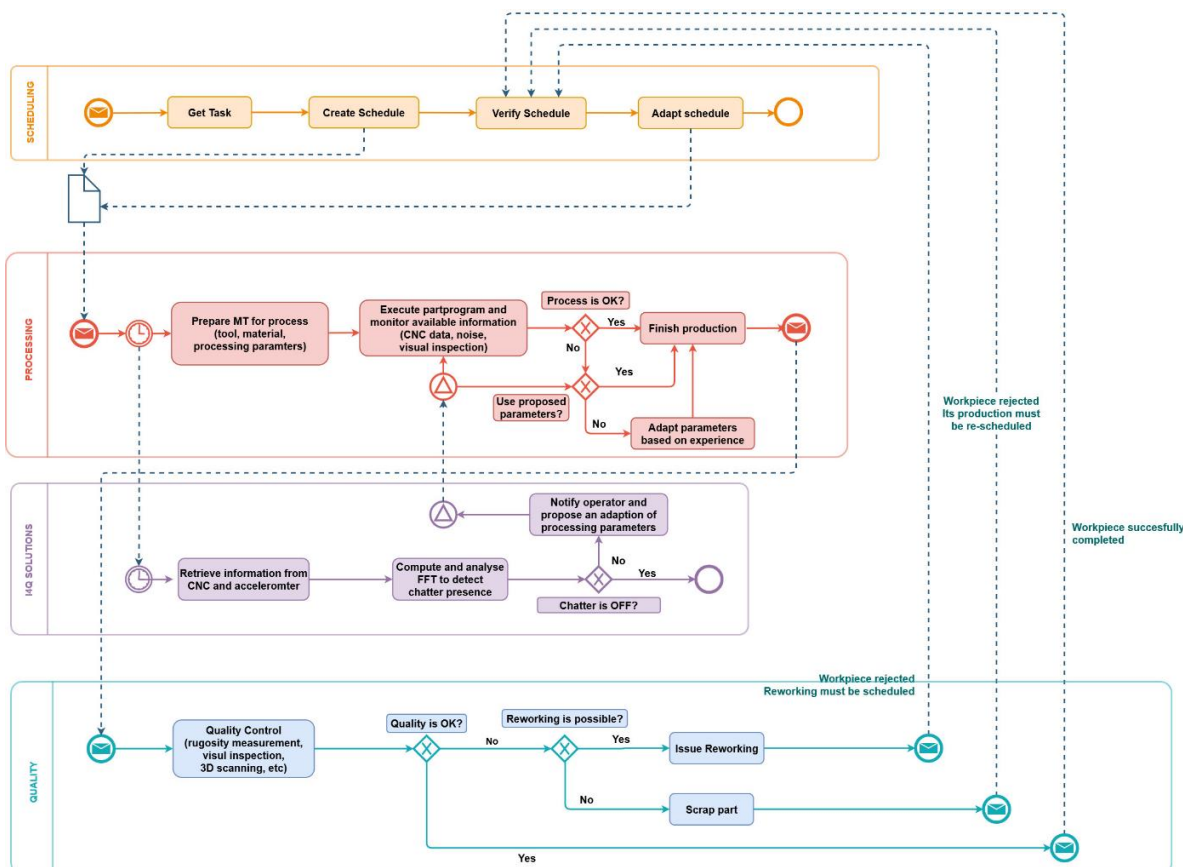 SCHEDULING
Get Task
Create Schedule
Verify Schedule
Adapt schedule
PROCESSING
Prepare MT for process
(tool, material,
processing paramters)
Execute partprogram and
monitor available information
(CNC data, noise,
visual inspection)
Process is OK?
Yes
No
Finish production
Use proposed
parameters?
Yes
No
Adapt parameters
based on experience
Workpiece rejected
Its production must
be re-scheduled
Workpiece succesfully
completed
I4Q SOLUTIONS
Notify operator and
propose an adaption of
processing parameters
Retrieve information from
CNC and acceleromter
Compute and analyse
FFT to detect
chatter presence
No
Yes
Chatter is OFF?
Workpiece rejected
Reworking must be scheduled
QUALITY
Quality Control
(rugosity measurement,
visul inspection,
3D scanning, etc)
Quality is OK?
No
Reworking is possible?
Yes
Issue Reworking
No
Scrap part
Yes